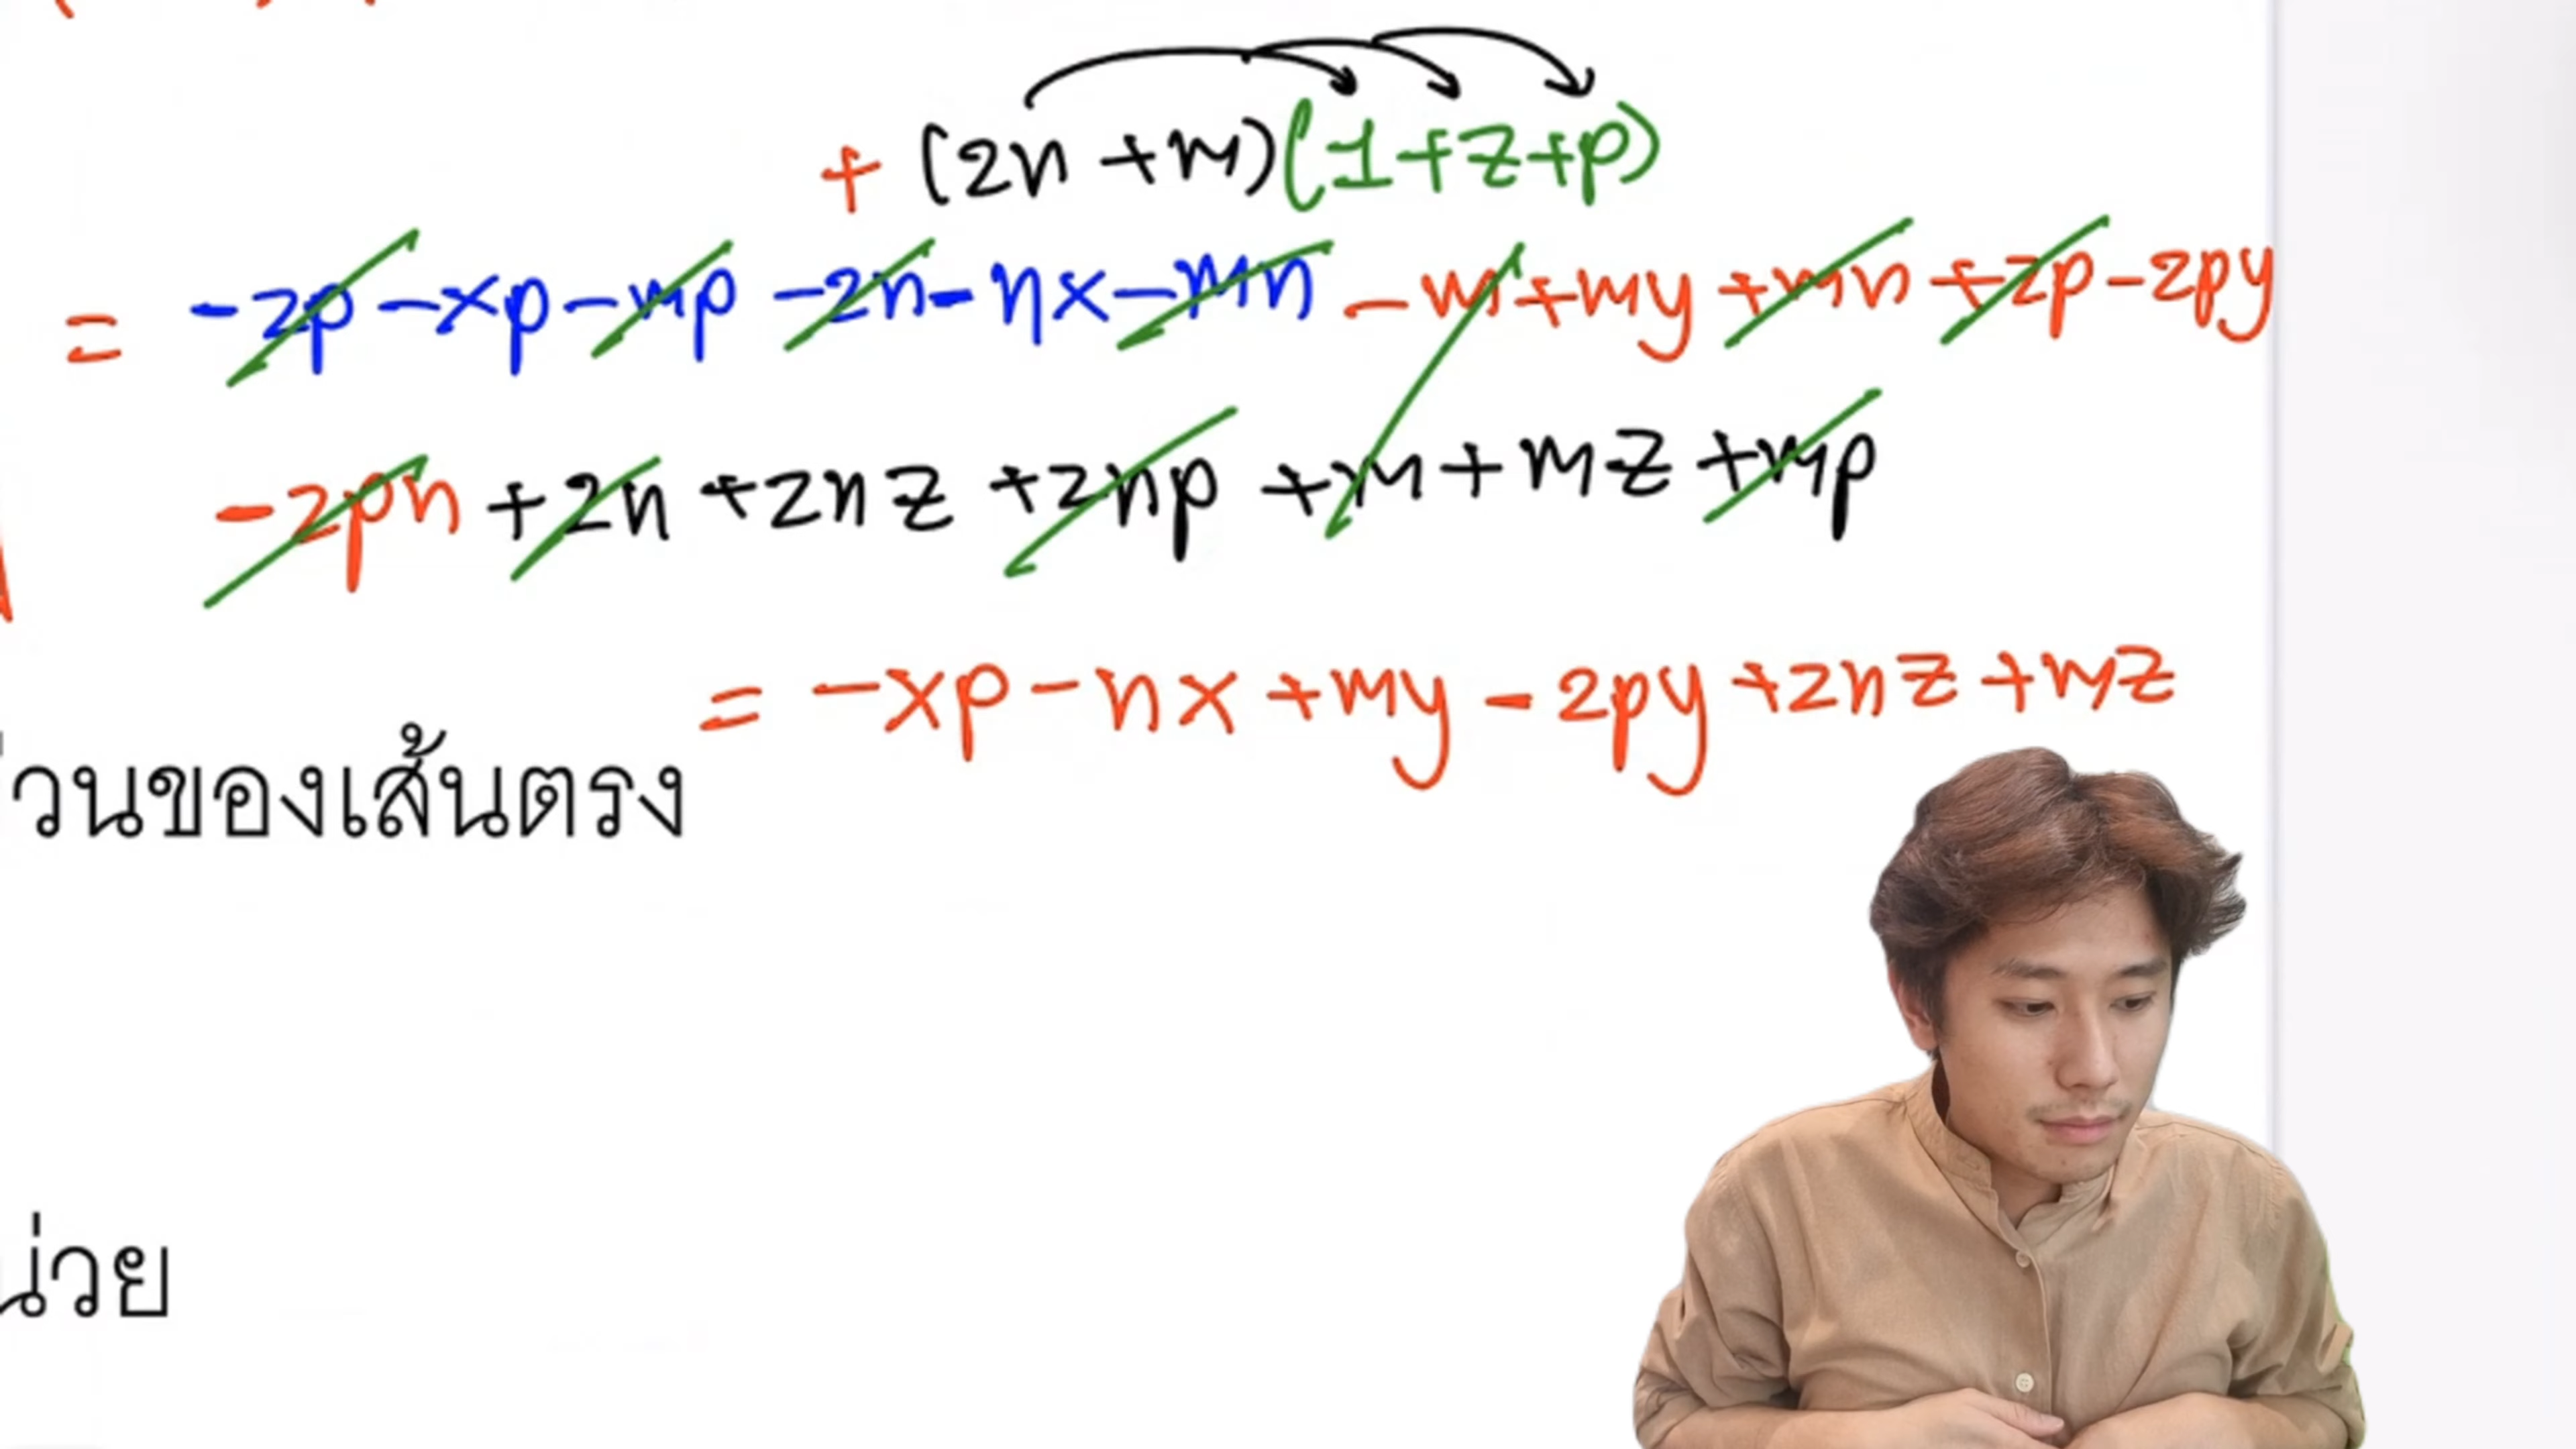 + (2n + m)(1+z+p)
= -2p -xp -mp -2n - nx -mn -m +my +mn +2p -2py
-2pn +2n +2nz +2np +m + mz +mp
= -xp -nx +my -2py +2nz +mz
วนของเส้นตรง
น่วย